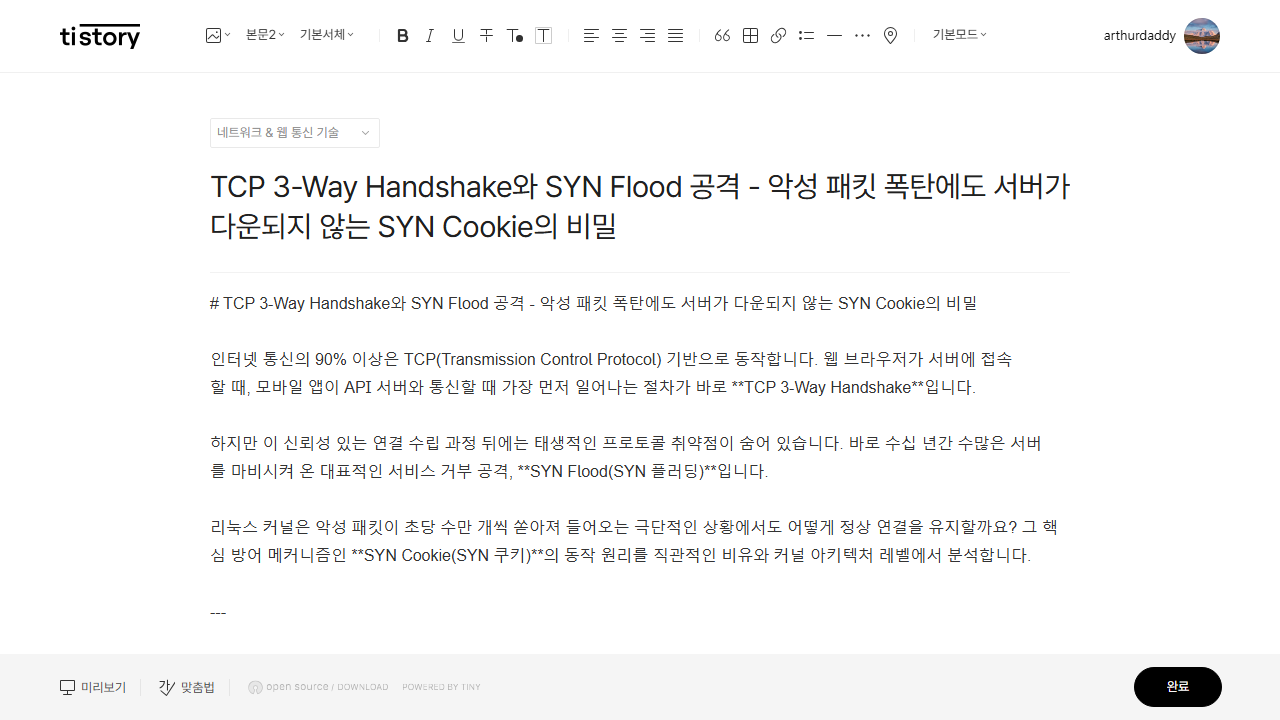 tistory
본문2
기본서체
B I U T T T
기본모드
arthurdaddy
네트워크 & 웹 통신 기술
TCP 3-Way Handshake와 SYN Flood 공격 - 악성 패킷 폭탄에도 서버가
다운되지 않는 SYN Cookie의 비밀
# TCP 3-Way Handshake와 SYN Flood 공격 - 악성 패킷 폭탄에도 서버가 다운되지 않는 SYN Cookie의 비밀
인터넷 통신의 90% 이상은 TCP(Transmission Control Protocol) 기반으로 동작합니다. 웹 브라우저가 서버에 접속
할 때, 모바일 앱이 API 서버와 통신할 때 가장 먼저 일어나는 절차가 바로 **TCP 3-Way Handshake**입니다.
하지만 이 신뢰성 있는 연결 수립 과정 뒤에는 태생적인 프로토콜 취약점이 숨어 있습니다. 바로 수십 년간 수많은 서버
를 마비시켜 온 대표적인 서비스 거부 공격, **SYN Flood(SYN 플러딩)**입니다.
리눅스 커널은 악성 패킷이 초당 수만 개씩 쏟아져 들어오는 극단적인 상황에서도 어떻게 정상 연결을 유지할까요? 그 핵
심 방어 메커니즘인 **SYN Cookie(SYN 쿠키)**의 동작 원리를 직관적인 비유와 커널 아키텍처 레벨에서 분석합니다.
---
미리보기
맞춤법
open source / DOWNLOAD
POWERED BY TINY
완료